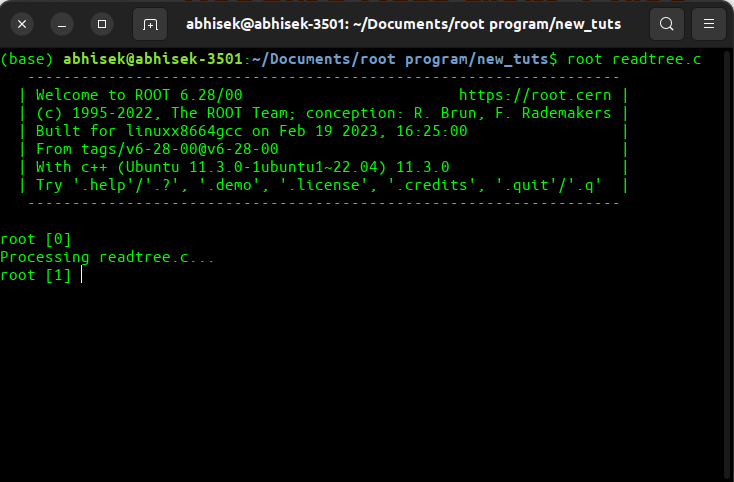 abhisek@abhisek-3501: ~/Documents/root program/new_tuts
(base) abhisek@abhisek-3501:~/Documents/root program/new_tuts$ root readtree.c
------------------------------------------------------------------
| Welcome to ROOT 6.28/00                        https://root.cern |
| (c) 1995-2022, The ROOT Team; conception: R. Brun, F. Rademakers |
| Built for linuxx8664gcc on Feb 19 2023, 16:25:00                 |
| From tags/v6-28-00@v6-28-00                                      |
| With c++ (Ubuntu 11.3.0-1ubuntu1~22.04) 11.3.0                   |
| Try '.help'/'.?', '.demo', '.license', '.credits', '.quit'/'.q'  |
------------------------------------------------------------------
root [0]
Processing readtree.c...
root [1]